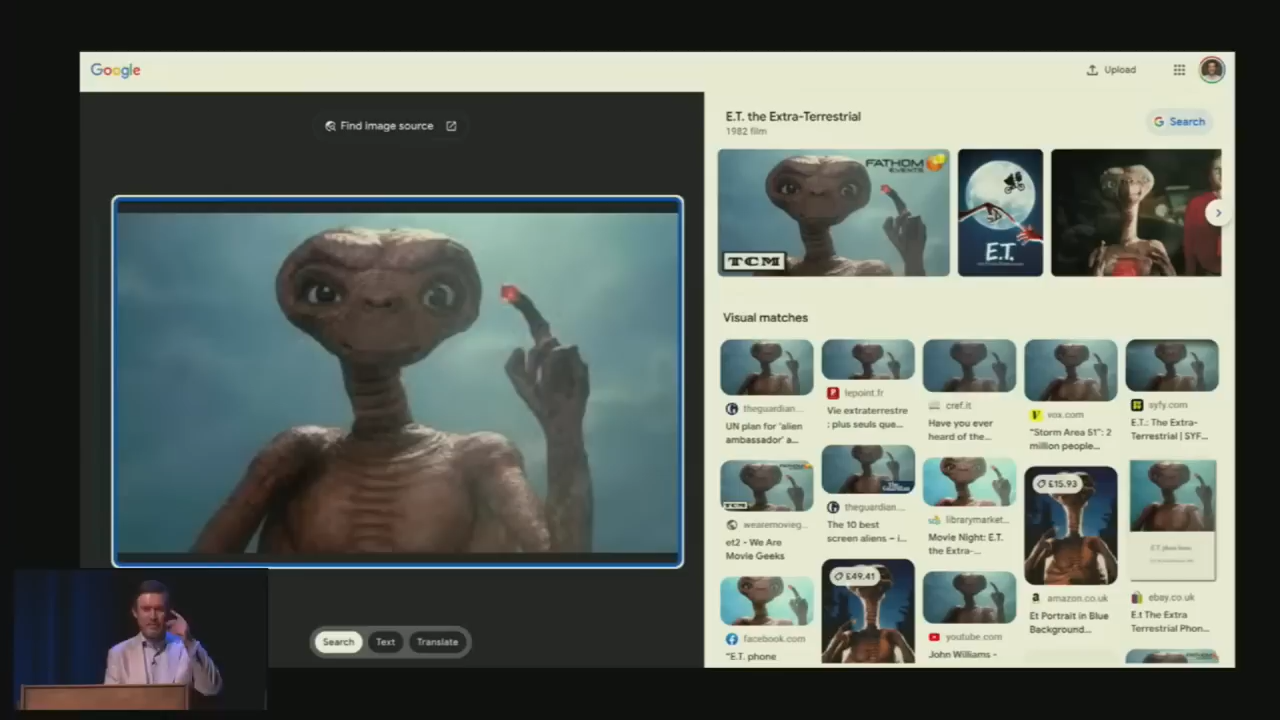 Google
Upload
Find image source
E.T. the Extra-Terrestrial
1982 film
Search
FATHOM
EVENTS
TCM
E.T.
Visual matches
theguardian...
UN plan for 'alien
ambassador' a...
lepoint.fr
Vie extraterrestre
: plus seuls que...
cref.it
Have you ever
heard of the...
vox.com
"Storm Area 51": 2
million people...
syfy.com
E.T.: The Extra-
Terrestrial | SYF...
TCM
wearemovieg...
et2 - We Are
Movie Geeks
theguardian...
The 10 best
screen aliens – i...
librarymarket...
Movie Night: E.T.
the Extra-...
£15.93
amazon.co.uk
Et Portrait in Blue
Background...
E.T. phone home.
ebay.co.uk
E.t The Extra
Terrestrial Phon...
facebook.com
"E.T. phone
£49.41
youtube.com
John Williams -
Search
Text
Translate